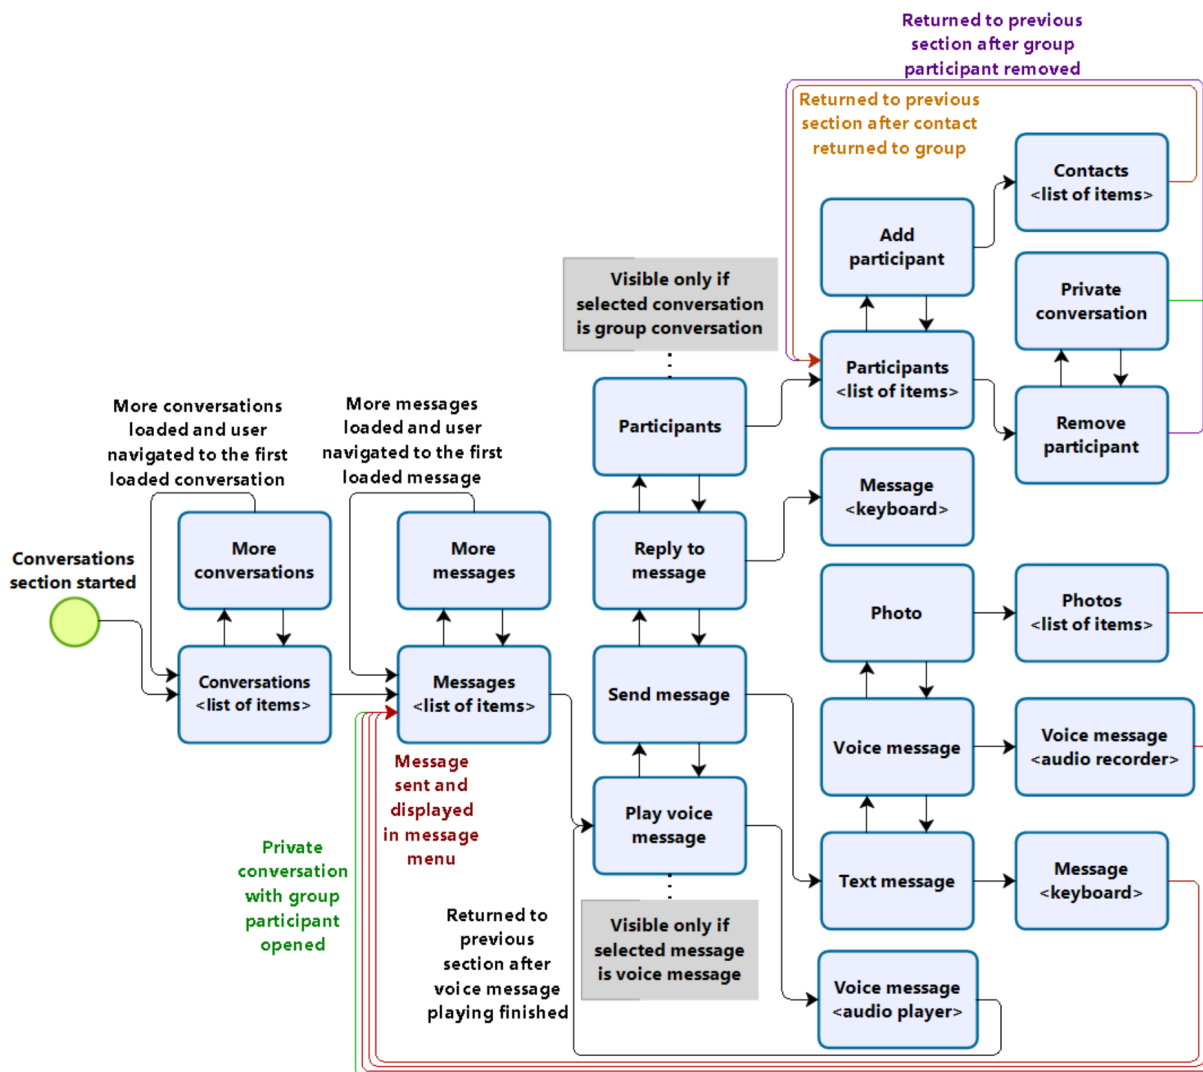 Returned to previous
section after group
participant removed
Returned to previous
section after contact
returned to group
Contacts
<list of items>
Add
participant
Visible only if
selected conversation
is group conversation
Private
conversation
Participants
<list of items>
Participants
Remove
participant
More conversations
loaded and user
navigated to the first
loaded conversation
More messages
loaded and user
navigated to the first
loaded message
Message
<keyboard>
Conversations
section started
More
conversations
More
messages
Reply to
message
Photo
Photos
<list of items>
Conversations
<list of items>
Messages
<list of items>
Send message
Voice message
Voice message
<audio recorder>
Message
sent and
displayed
in message
menu
Play voice
message
Private
conversation
with group
participant
opened
Text message
Message
<keyboard>
Returned to
previous
section after
voice message
playing finished
Visible only if
selected message
is voice message
Voice message
<audio player>